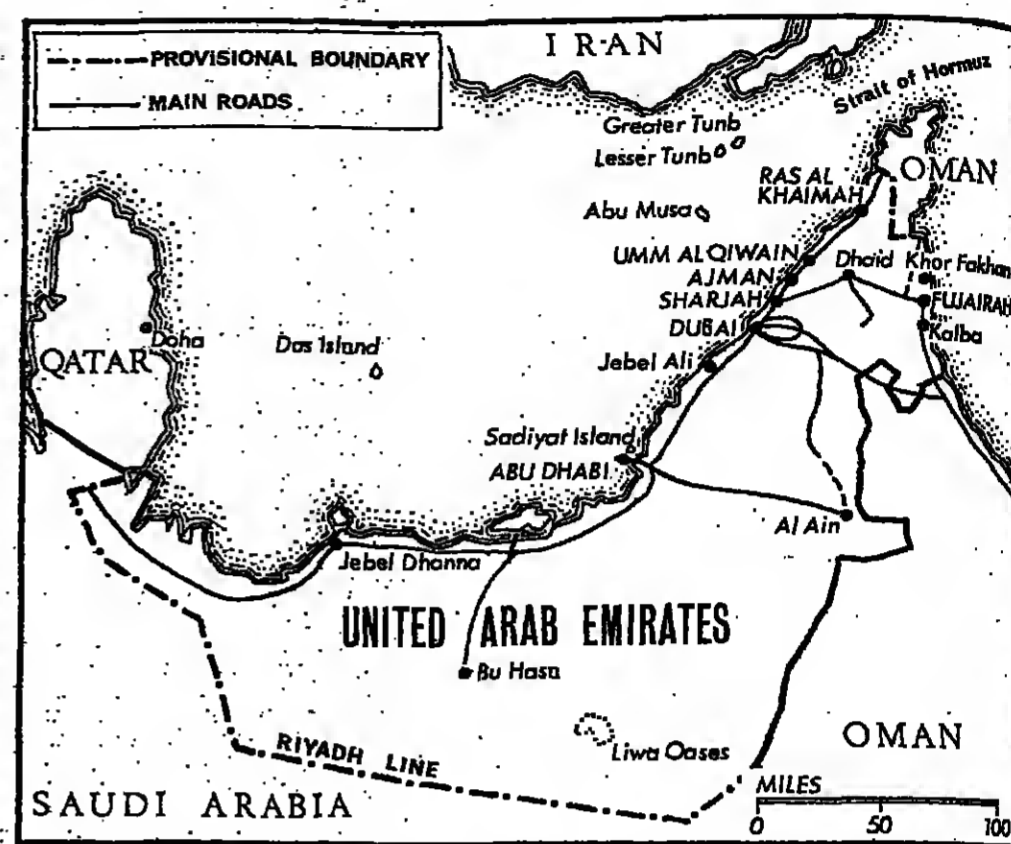 PROVISIONAL BOUNDARY
MAIN ROADS
IRAN
Strait of Hormuz
Greater Tunb
Lesser Tunb
OMAN
RAS AL
KHAIMAH
Abu Musa
UMM AL QIWAIN
Dhaid
Khor Fakhan
AJMAN
SHARJAH
FUJAIRAH
DUBAI
Kalba
Doha
QATAR
Das Island
Jebel Ali
Sadiyat Island
ABU DHABI
Al Ain
Jebel Dhanna
UNITED ARAB EMIRATES
Bu Hasa
Liwa Oases
OMAN
RIYADH LINE
SAUDI ARABIA
MILES
0 50 100